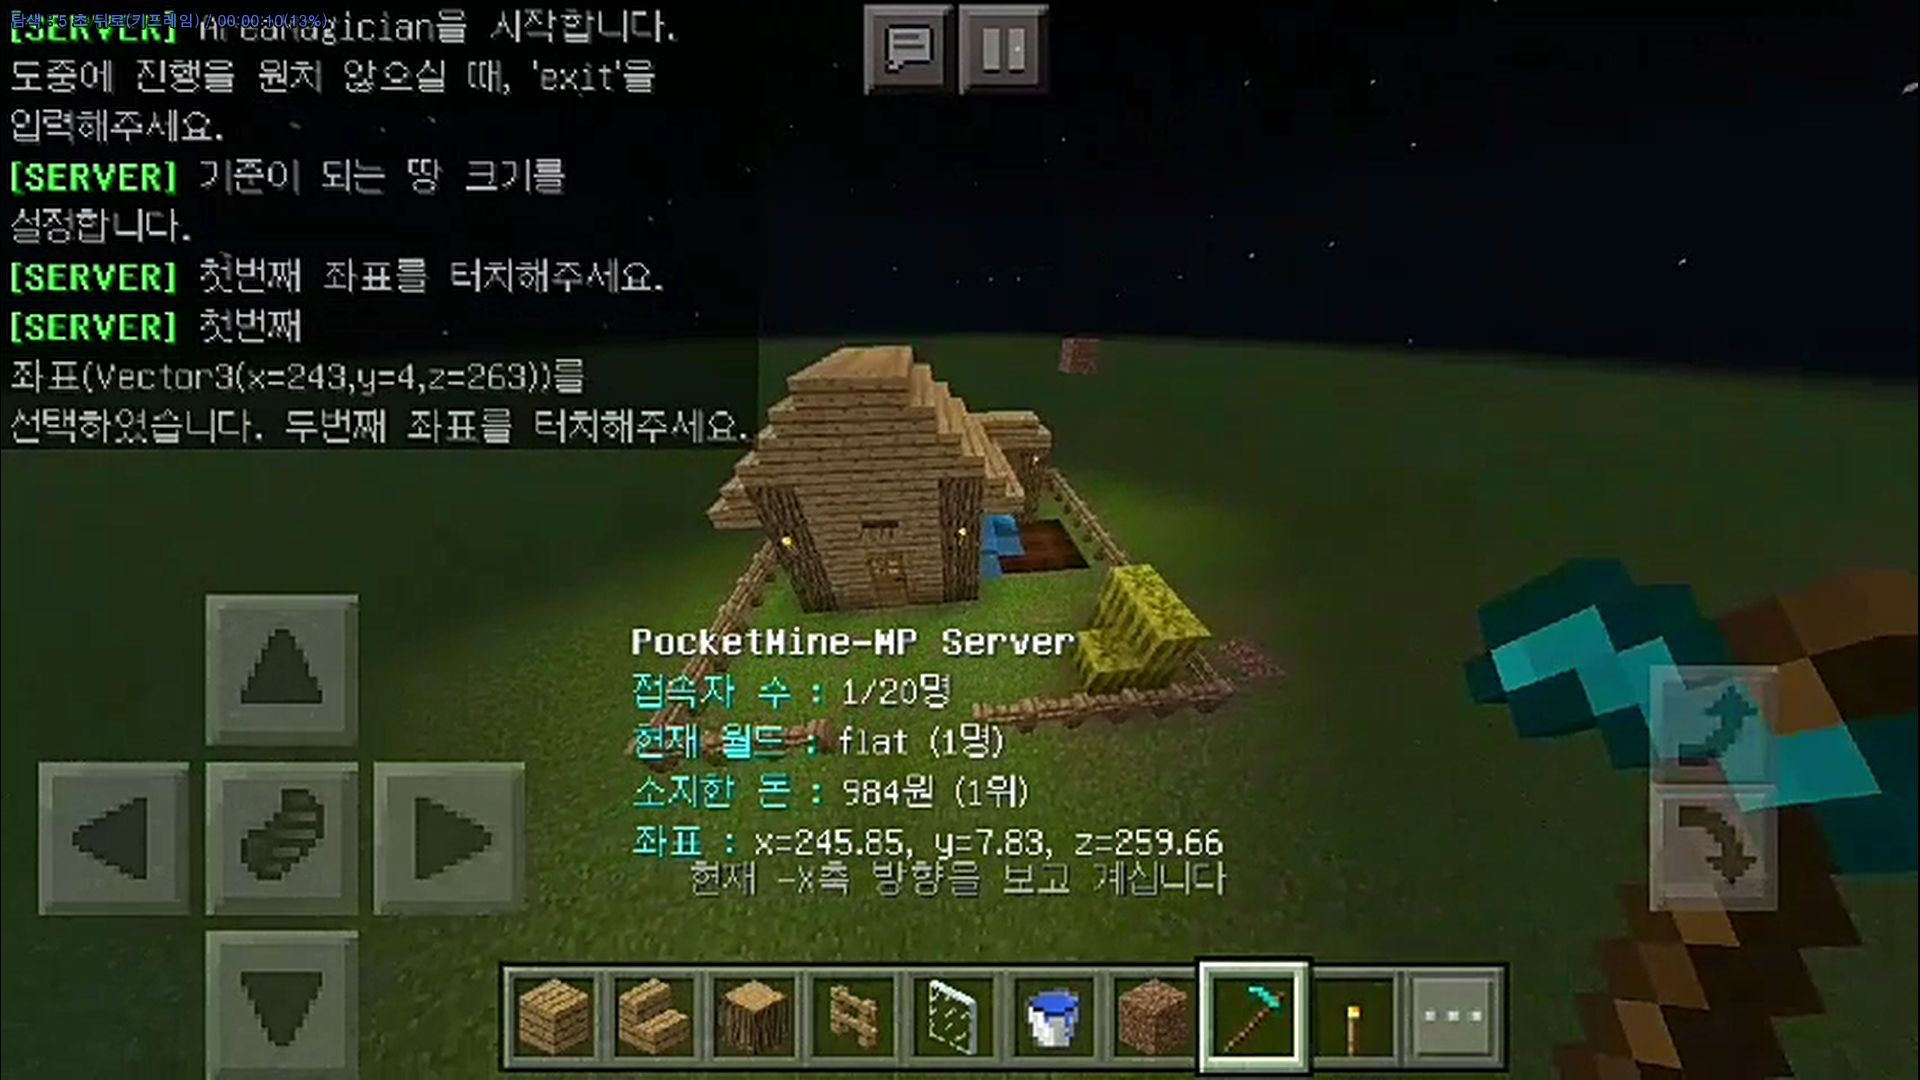 탐색 : 5 초 뒤로(키프레임) / 00:00:10(13%)
[SERVER] AreaMagician을 시작합니다.
도중에 진행을 원치 않으실 때, 'exit'을
입력해주세요.
[SERVER] 기준이 되는 땅 크기를
설정합니다.
[SERVER] 첫번째 좌표를 터치해주세요.
[SERVER] 첫번째
좌표(Vector3(x=243,y=4,z=263))를
선택하였습니다. 두번째 좌표를 터치해주세요.
PocketMine-MP Server
접속자 수 : 1/20명
현재 월드 : flat (1명)
소지한 돈 : 984원 (1위)
좌표 : x=245.85, y=7.83, z=259.66
현재 -X축 방향을 보고 계십니다